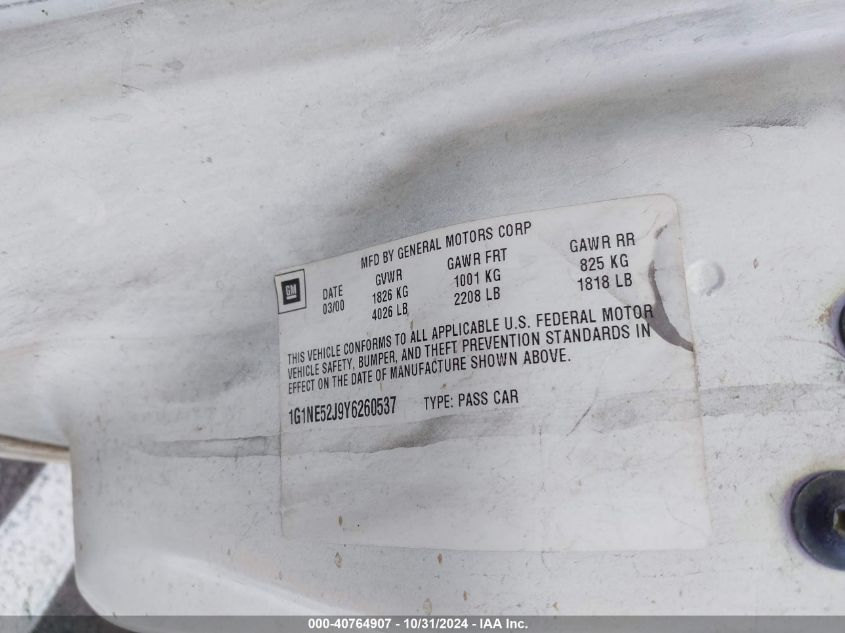 MFD BY GENERAL MOTORS CORP
GM
DATE GVWR GAWR FRT GAWR RR
03/00 1826 KG 1001 KG 825 KG
4026 LB 2208 LB 1818 LB
THIS VEHICLE CONFORMS TO ALL APPLICABLE U.S. FEDERAL MOTOR
VEHICLE SAFETY, BUMPER, AND THEFT PREVENTION STANDARDS IN
EFFECT ON THE DATE OF MANUFACTURE SHOWN ABOVE.
1G1NE52J9Y6260537 TYPE: PASS CAR
000-40764907 - 10/31/2024 - IAA Inc.